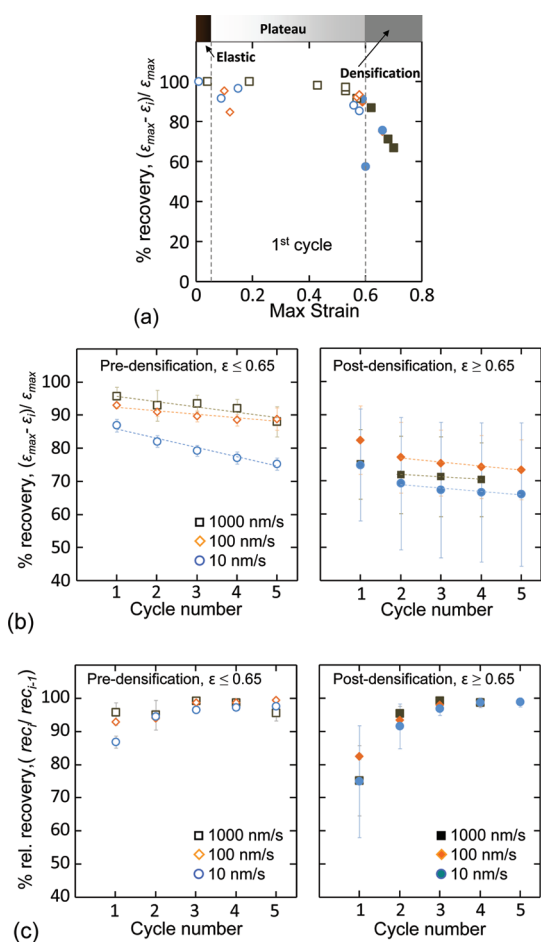 Plateau
Elastic
Densification
% recovery, (εmax- εi)/ εmax
100
80
60
40
20
0
1st cycle
0
0.2
0.4
0.6
0.8
Max Strain
(a)
Pre-densification, ε ≤ 0.65
Post-densification, ε ≥ 0.65
% recovery, (εmax- εi)/ εmax
100
90
80
70
60
50
40
1000 nm/s
100 nm/s
10 nm/s
1 2 3 4 5
1 2 3 4 5
Cycle number
Cycle number
(b)
Pre-densification, ε ≤ 0.65
Post-densification, ε ≥ 0.65
% rel. recovery,( reci/ reci-1)
100
90
80
70
60
50
40
1000 nm/s
100 nm/s
10 nm/s
1000 nm/s
100 nm/s
10 nm/s
1 2 3 4 5
1 2 3 4 5
Cycle number
Cycle number
(c)